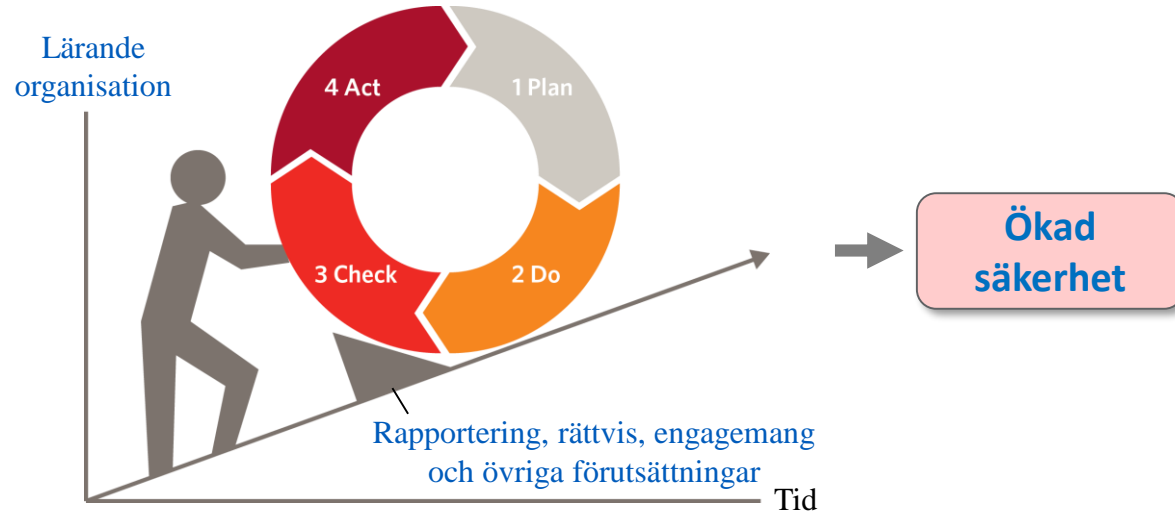 Lärande
organisation
4 Act
1 Plan
3 Check
2 Do
Ökad
säkerhet
Rapportering, rättvis, engagemang
och övriga förutsättningar
Tid